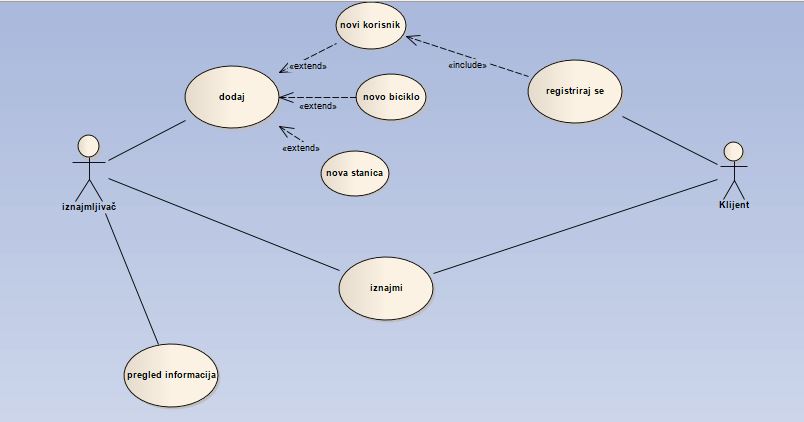 novi korisnik
«extend»
«include»
dodaj
novo biciklo
registriraj se
«extend»
«extend»
nova stanica
iznajmljivač
Klijent
iznajmi
pregled informacija